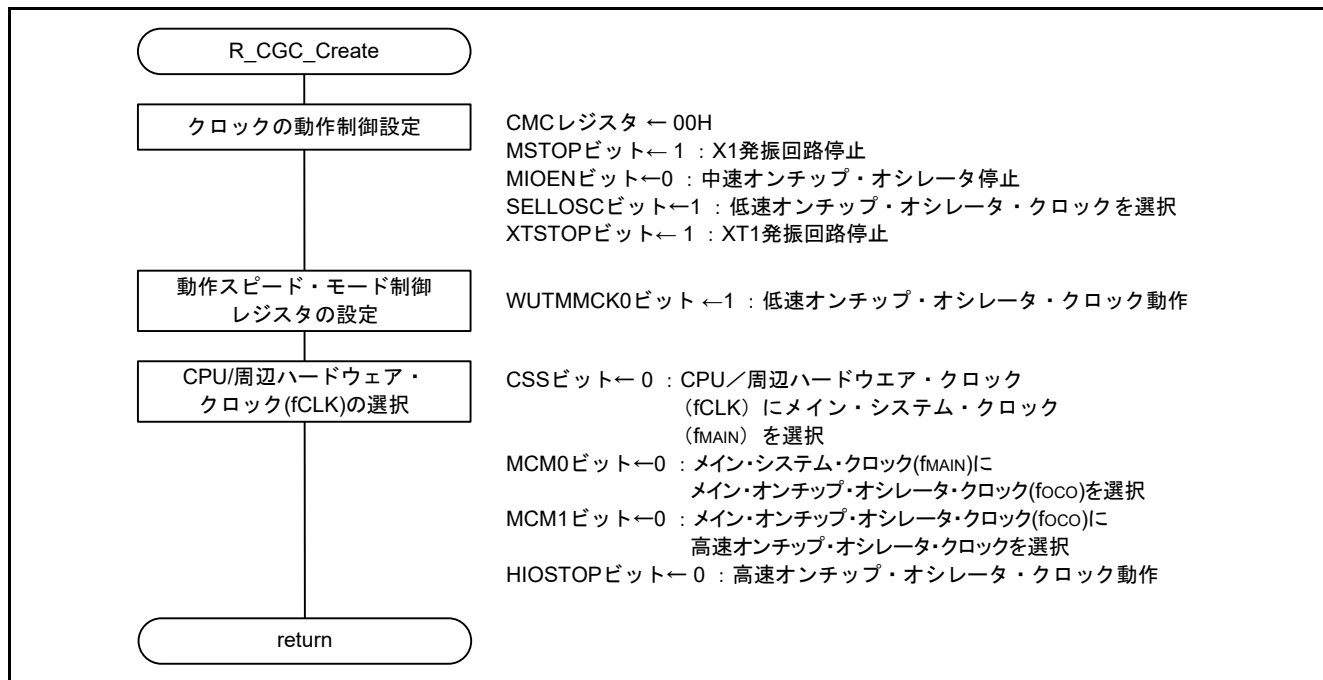 R_CGC_Create
クロックの動作制御設定
CMCレジスタ ← 00H
MSTOPビット← 1 : X1発振回路停止
MIOENビット←0 : 中速オンチップ・オシレータ停止
SELLOSCビット←1 : 低速オンチップ・オシレータ・クロックを選択
XTSTOPビット← 1 : XT1発振回路停止
動作スピード・モード制御
レジスタの設定
WUTMMCK0ビット ←1 : 低速オンチップ・オシレータ・クロック動作
CPU/周辺ハードウェア・
クロック(fCLK)の選択
CSSビット← 0 : CPU/周辺ハードウエア・クロック
(fCLK)にメイン・システム・クロック
(fMAIN)を選択
MCM0ビット←0 : メイン・システム・クロック(fMAIN)に
メイン・オンチップ・オシレータ・クロック(fOCO)を選択
MCM1ビット←0 : メイン・オンチップ・オシレータ・クロック(fOCO)に
高速オンチップ・オシレータ・クロックを選択
HIOSTOPビット← 0 : 高速オンチップ・オシレータ・クロック動作
return